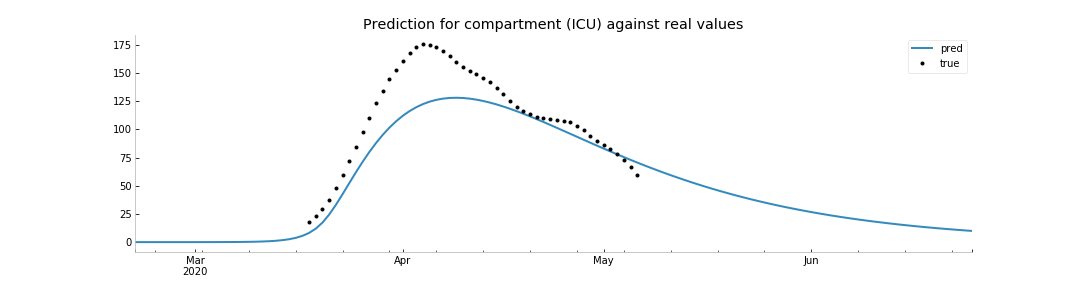 Prediction for compartment (ICU) against real values
175
150
125
100
75
50
25
0
pred
true
Mar
2020
Apr
May
Jun